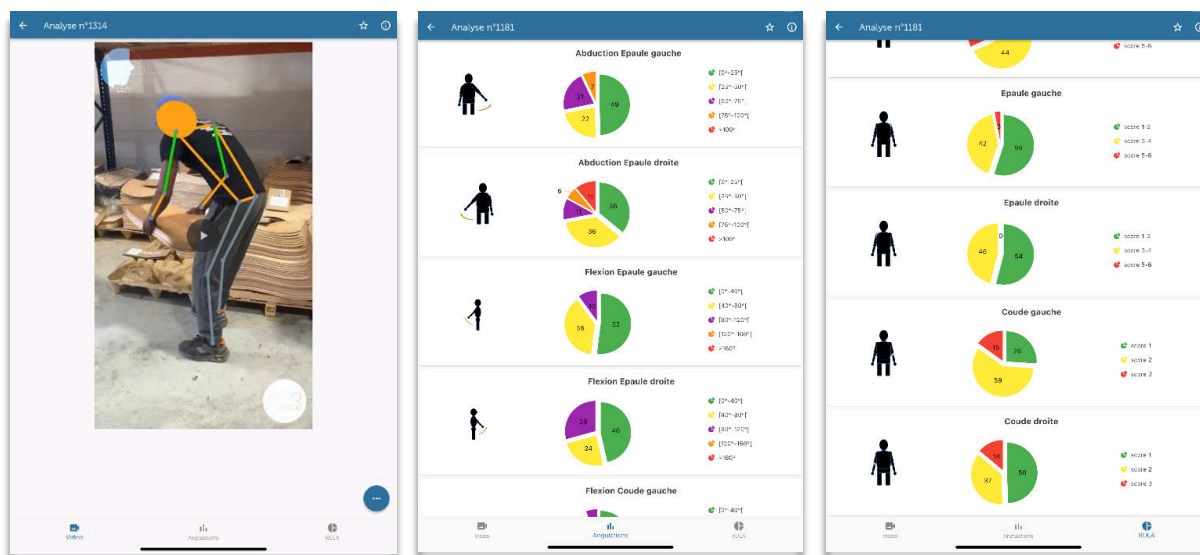 Analyse n°1314
Video
Angulations
RULA
Analyse n°1181
Abduction Epaule gauche
49
22
21
7
[0°-25°[
[25°-50°[
[50°-75°[
[75°-100°[
>100°
Abduction Epaule droite
36
36
11
6
11
[0°-25°[
[25°-50°[
[50°-75°[
[75°-100°[
>100°
Flexion Epaule gauche
52
38
10
[0°-40°[
[40°-80°[
[80°-120°[
[120°-160°[
>160°
Flexion Epaule droite
46
24
29
[0°-40°[
[40°-80°[
[80°-120°[
[120°-160°[
>160°
Flexion Coude gauche
[0°-40°[
Video
Angulations
RULA
Analyse n°1181
44
score 5-6
Epaule gauche
42
3
score 1-2
score 3-4
score 5-6
Epaule droite
46
0
54
score 1-2
score 3-4
score 5-6
Coude gauche
15
26
59
score 1
score 2
score 3
Coude droite
14
50
37
score 1
score 2
score 3
Video
Angulations
RULA